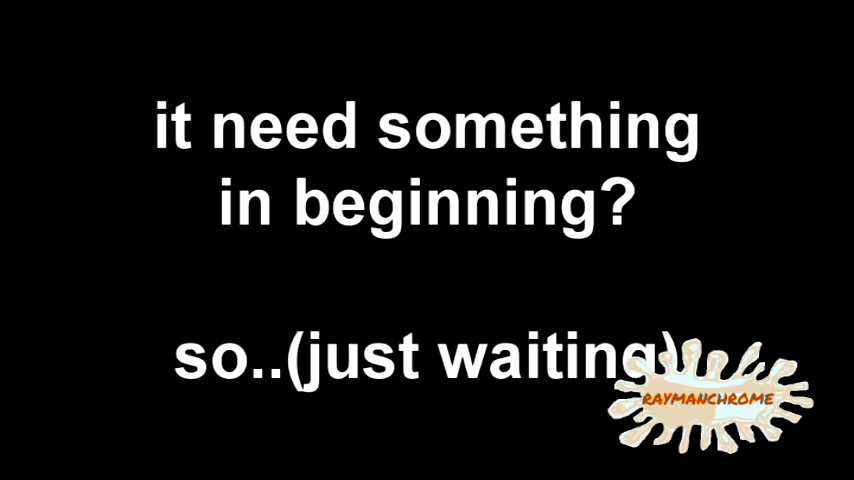 it need something
in beginning?
so..(just waiting)
RAYMANCHROME